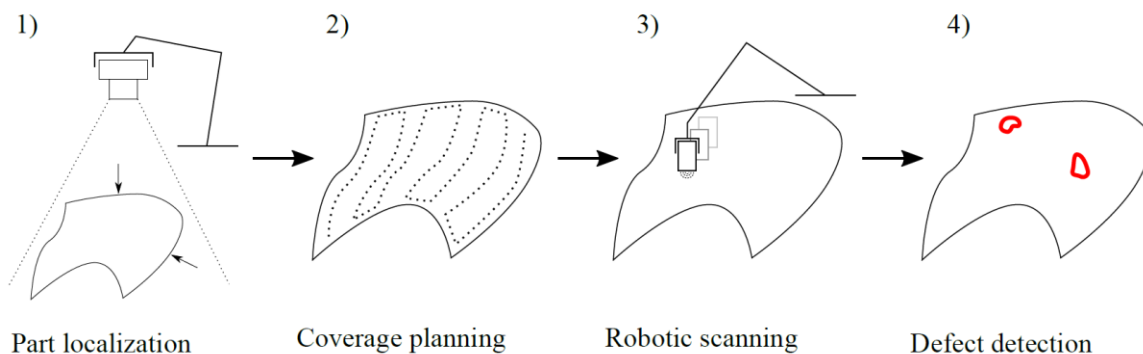 1)
2)
3)
4)
Part localization
Coverage planning
Robotic scanning
Defect detection